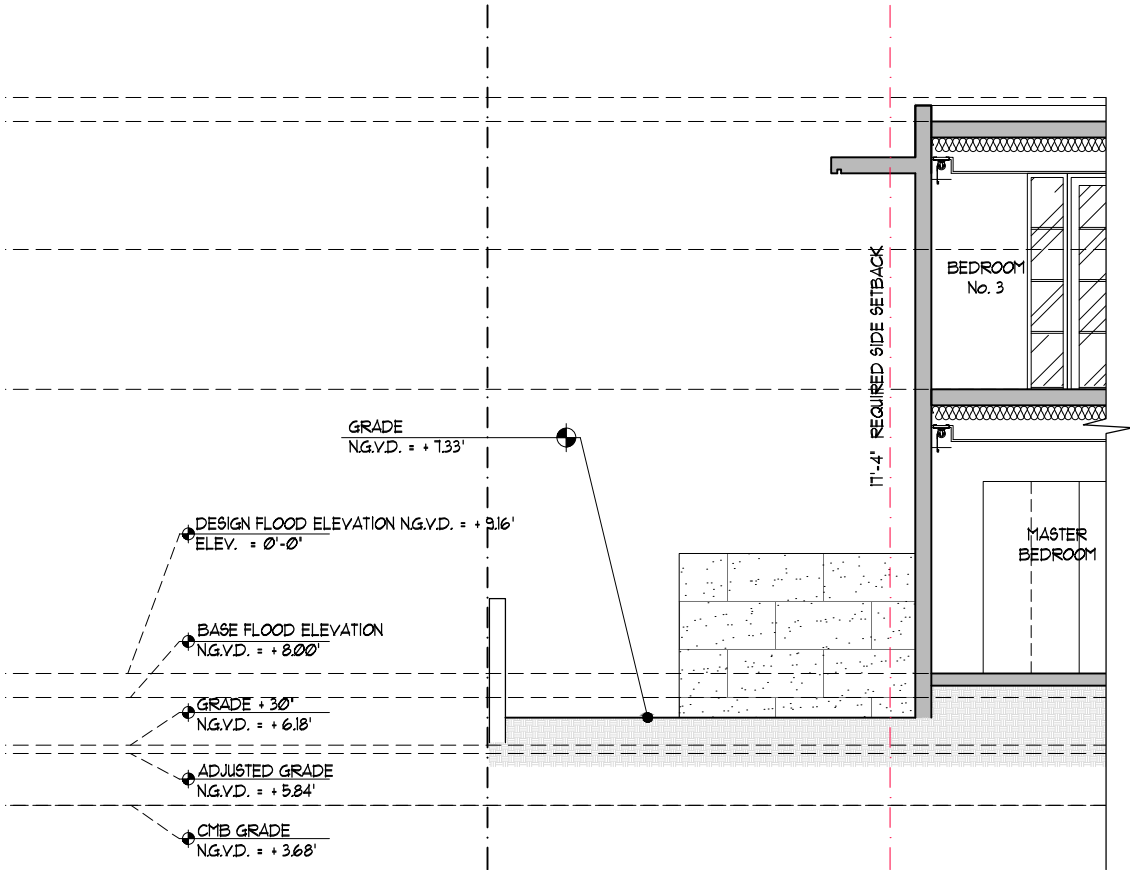 BEDROOM
No. 3
17'-4" REQUIRED SIDE SETBACK
GRADE
N.G.V.D. = + 7.33'
DESIGN FLOOD ELEVATION N.G.V.D. = + 9.16'
ELEV. = 0'-0"
MASTER
BEDROOM
BASE FLOOD ELEVATION
N.G.V.D. = + 8.00'
GRADE + 30"
N.G.V.D. = + 6.18'
ADJUSTED GRADE
N.G.V.D. = + 5.84'
CMB GRADE
N.G.V.D. = + 3.68'